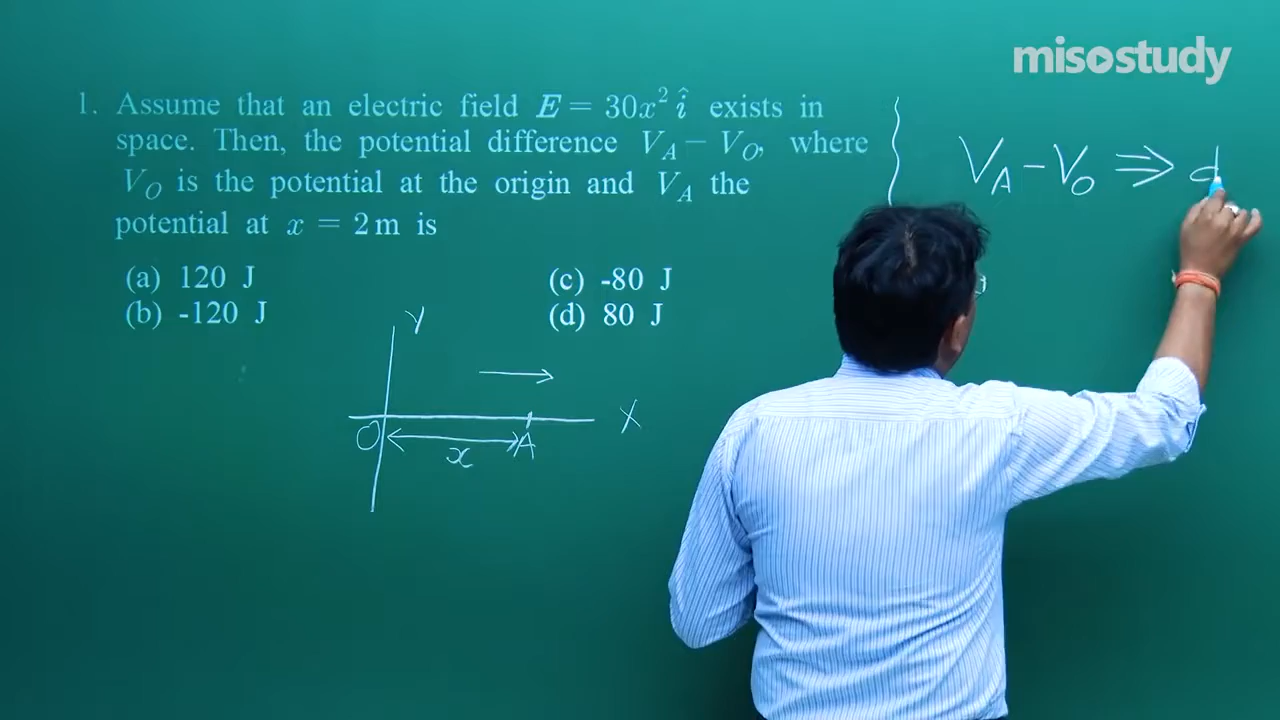 misostudy
1. Assume that an electric field E = 30x² î exists in
space. Then, the potential difference V_A − V_O, where
V_O is the potential at the origin and V_A the
potential at x = 2 m is
(a) 120 J
(c) -80 J
(b) -120 J
(d) 80 J
V_A − V_O ⇒ d
Y
X
O
x
A